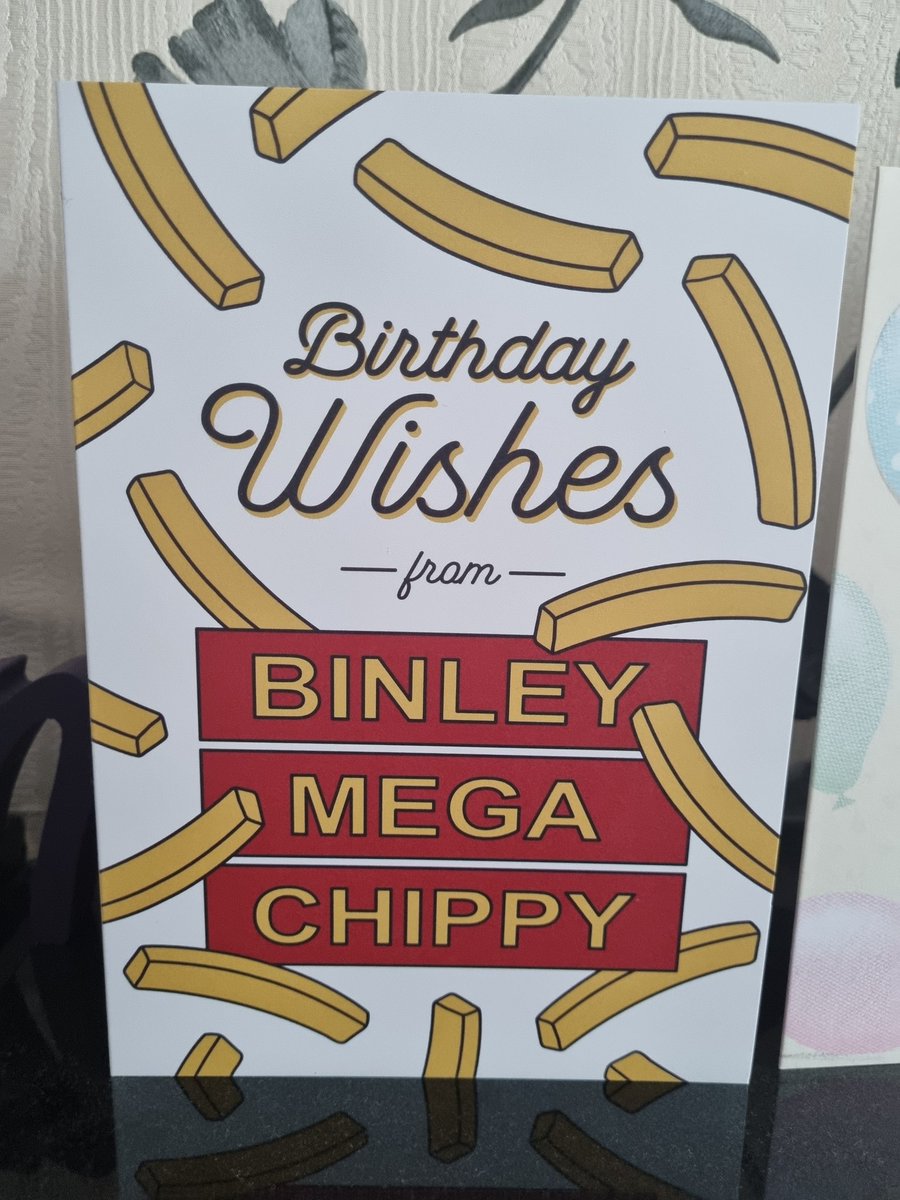 Birthday
Wishes
from
BINLEY
MEGA
CHIPPY